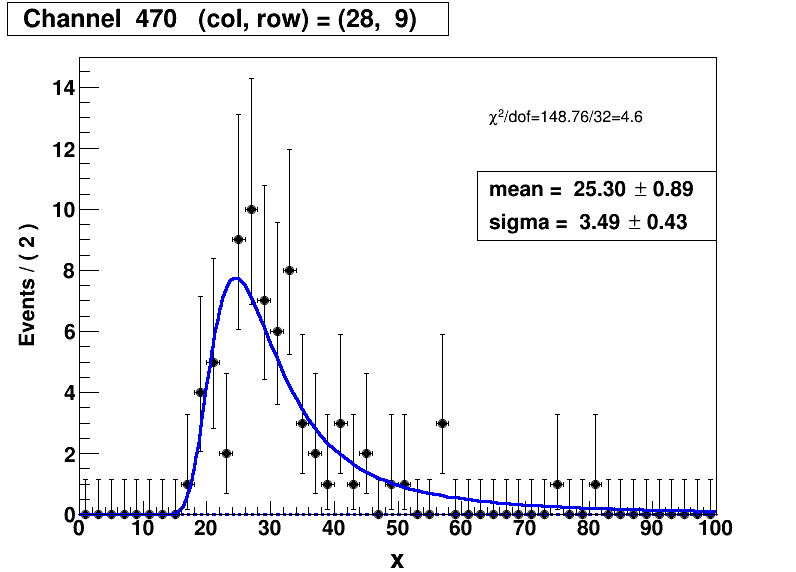 Channel 470 (col, row) = (28, 9)
χ²/dof=148.76/32=4.6
mean = 25.30 ± 0.89
sigma = 3.49 ± 0.43
Events / ( 2 )
14
12
10
8
6
4
2
0
0 10 20 30 40 50 60 70 80 90 100
x